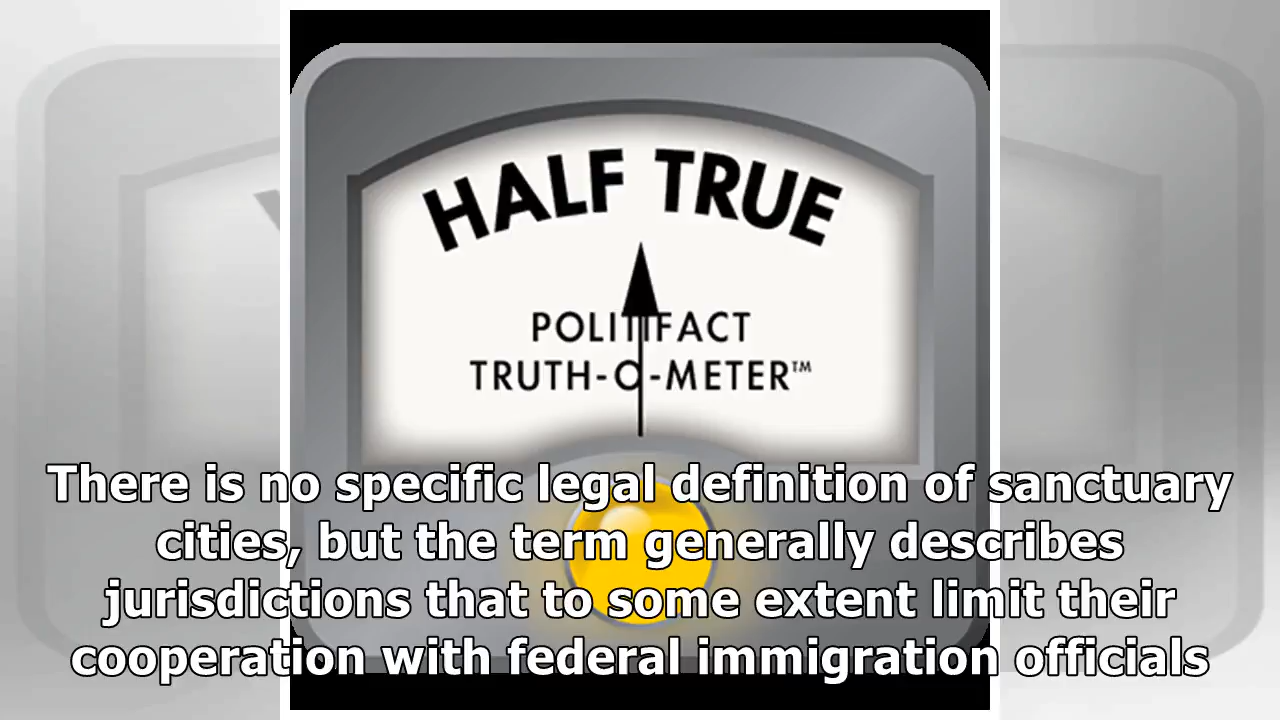 HALF TRUE
POLITIFACT
TRUTH-O-METER™
There is no specific legal definition of sanctuary
cities, but the term generally describes
jurisdictions that to some extent limit their
cooperation with federal immigration officials